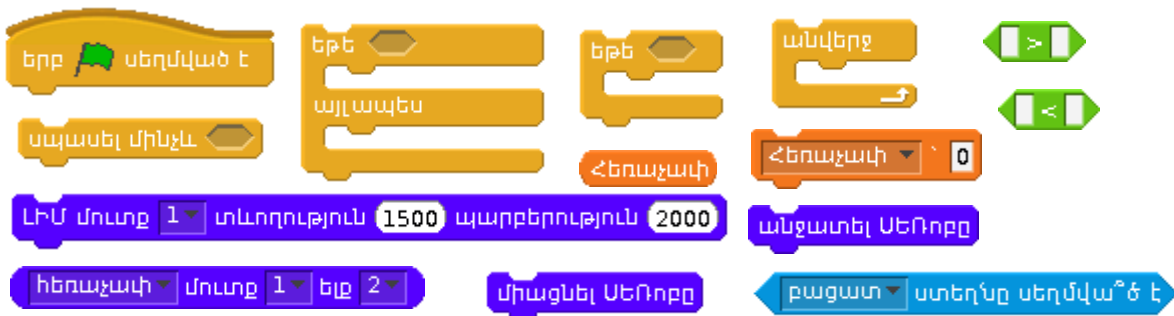 երբ սեղմված է
եթե
այլապես
եթե
անվերջ
>
<
սպասել մինչև
Հեռաչափ
Հեռաչափ ՝ 0
ԼԻՄ մուտք 1 տևողություն 1500 պարբերություն 2000
անջատել ՍԵՌոբը
հեռաչափ մուտք 1 ելք 2
միացնել ՍԵՌոբը
բացատ ստեղնը սեղմվա՞ծ է